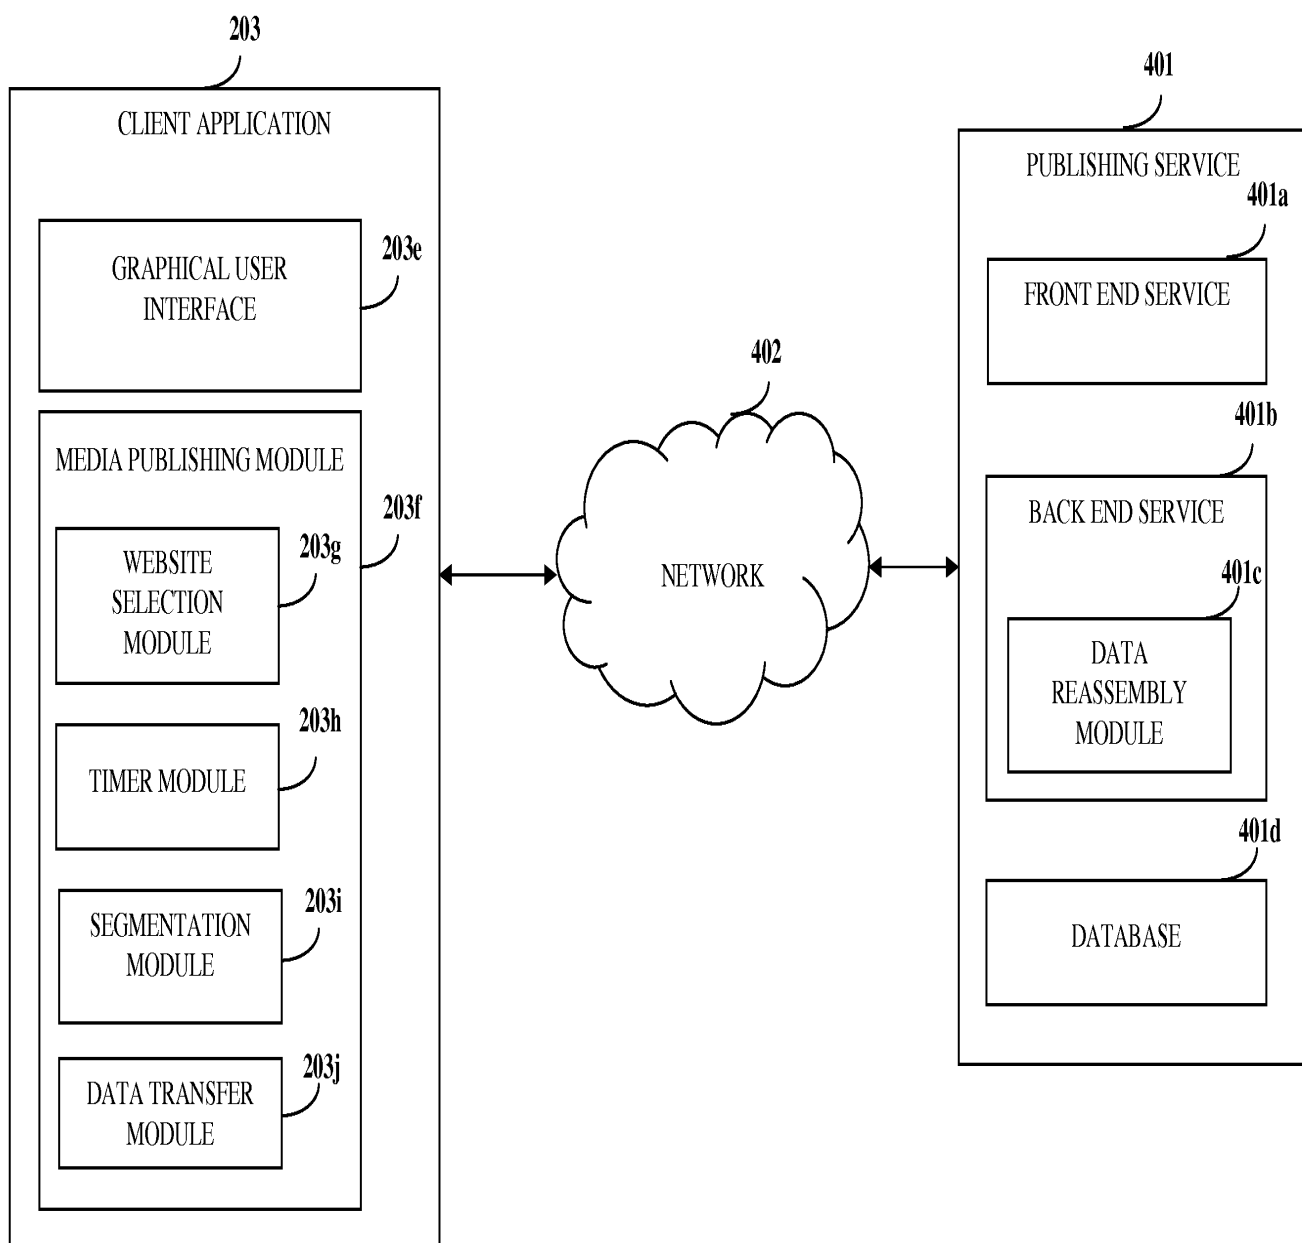 203
CLIENT APPLICATION
GRAPHICAL USER
INTERFACE
203e
MEDIA PUBLISHING MODULE
203f
WEBSITE
SELECTION
MODULE
203g
TIMER MODULE
203h
SEGMENTATION
MODULE
203i
DATA TRANSFER
MODULE
203j
402
NETWORK
401
PUBLISHING SERVICE
401a
FRONT END SERVICE
401b
BACK END SERVICE
401c
DATA
REASSEMBLY
MODULE
401d
DATABASE